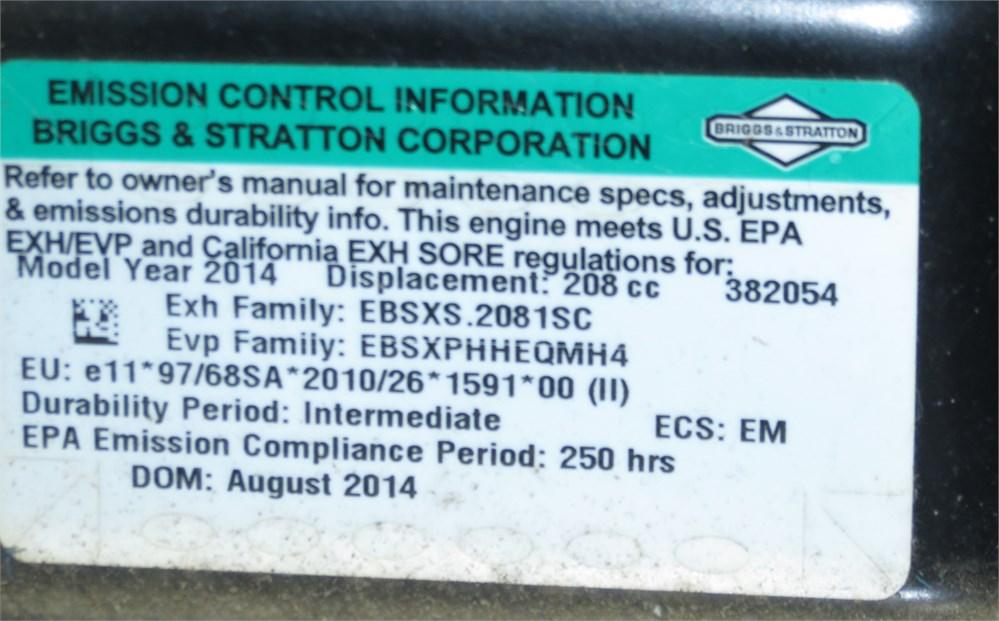 EMISSION CONTROL INFORMATION
BRIGGS & STRATTON CORPORATION
BRIGGS & STRATTON
Refer to owner's manual for maintenance specs, adjustments,
& emissions durability info. This engine meets U.S. EPA
EXH/EVP and California EXH SORE regulations for:
Model Year 2014 Displacement: 208 cc 382054
Exh Family: EBSXS.2081SC
Evp Family: EBSXPHHEQMH4
EU: e11*97/68SA*2010/26*1591*00 (II)
Durability Period: Intermediate ECS: EM
EPA Emission Compliance Period: 250 hrs
DOM: August 2014